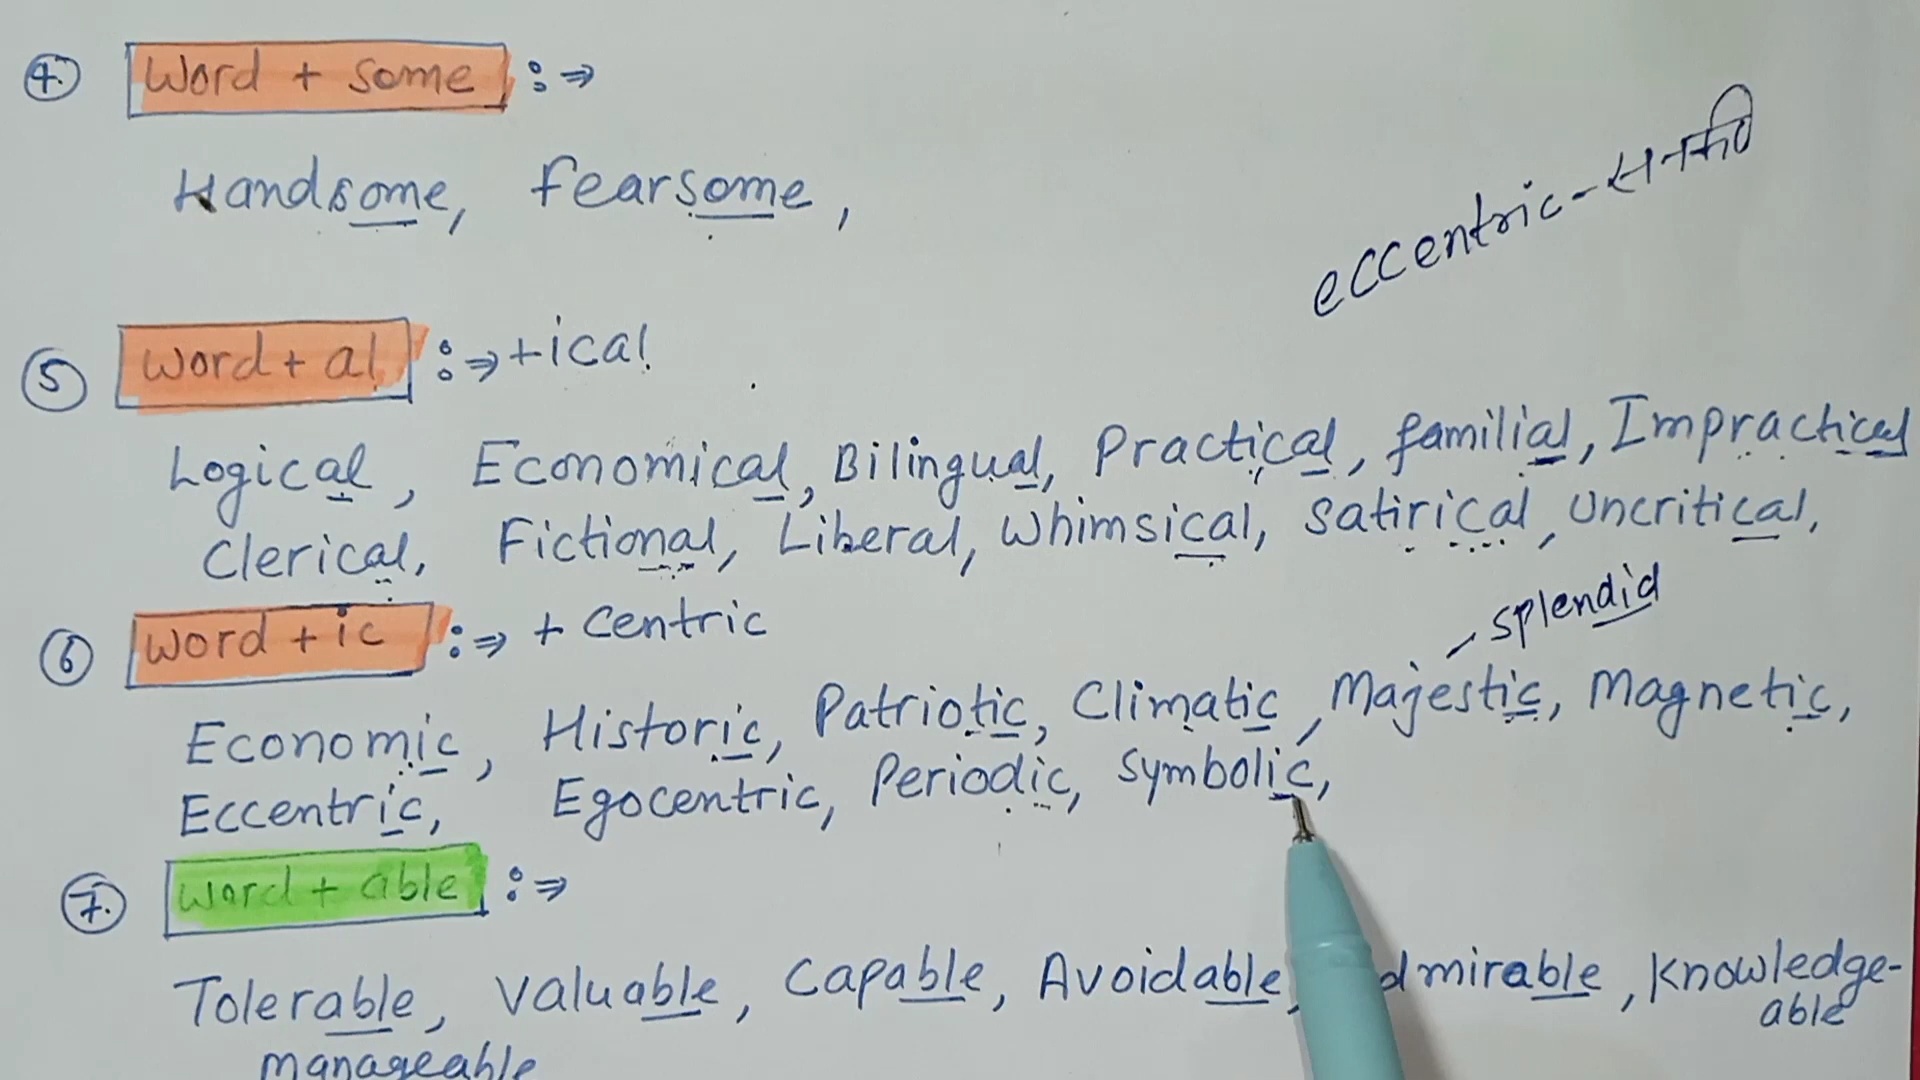 4. Word + some :⇒
Handsome, fearsome,
eccentric - सनकी
5 word + al :⇒ +ical
Logical, Economical, Bilingual, Practical, familial, Impractical
Clerical, Fictional, Liberal, Whimsical, Satirical, Uncritical,
6 word + ic :⇒ + Centric
splendid
Economic, Historic, Patriotic, Climatic, Majestic, Magnetic,
Eccentric, Egocentric, Periodic, Symbolic,
7. Word + able :⇒
Tolerable, Valuable, Capable, Avoidable, dmirable, Knowledge-
able
manageable